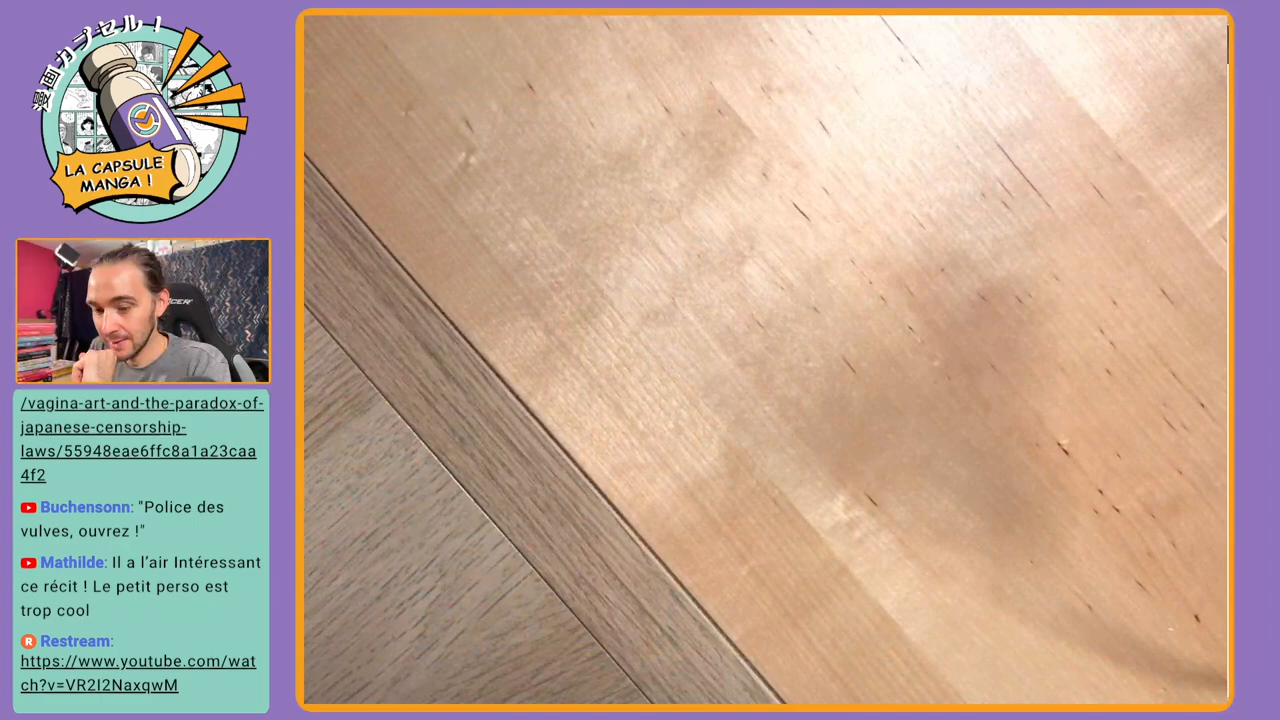 漫画カプセル!
LA CAPSULE
MANGA !
CER
/vagina-art-and-the-paradox-of-
japanese-censorship-
laws/55948eae6ffc8a1a23caa
4f2
Buchensonn: "Police des
vulves, ouvrez !"
Mathilde: Il a l’air Intéressant
ce récit ! Le petit perso est
trop cool
R Restream:
https://www.youtube.com/wat
ch?v=VR2I2NaxqwM